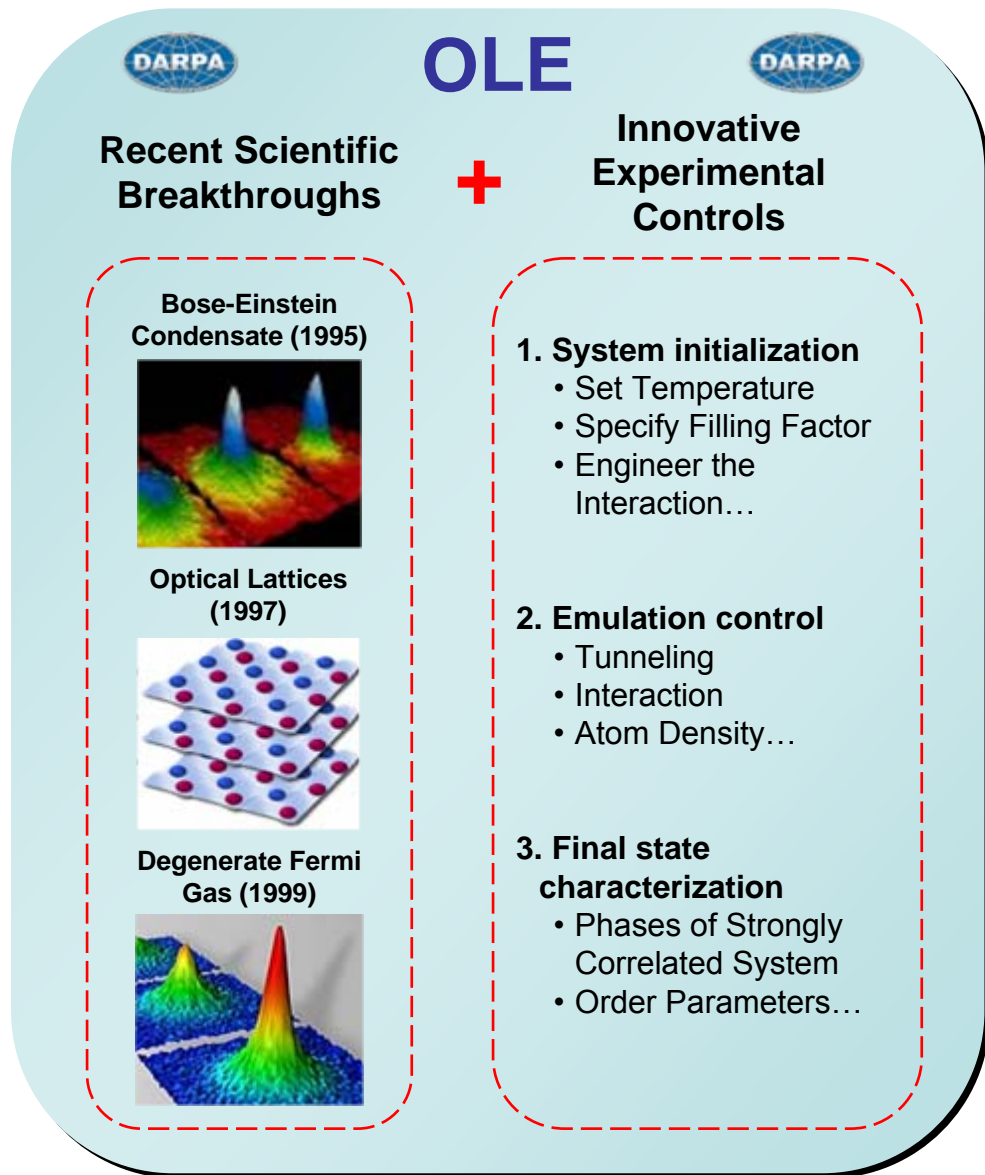 DARPA
OLE
DARPA
Recent Scientific
Breakthroughs
+
Innovative
Experimental
Controls
Bose-Einstein
Condensate (1995)
Optical Lattices
(1997)
Degenerate Fermi
Gas (1999)
1. System initialization
• Set Temperature
• Specify Filling Factor
• Engineer the
Interaction…
2. Emulation control
• Tunneling
• Interaction
• Atom Density…
3. Final state
characterization
• Phases of Strongly
Correlated System
• Order Parameters…